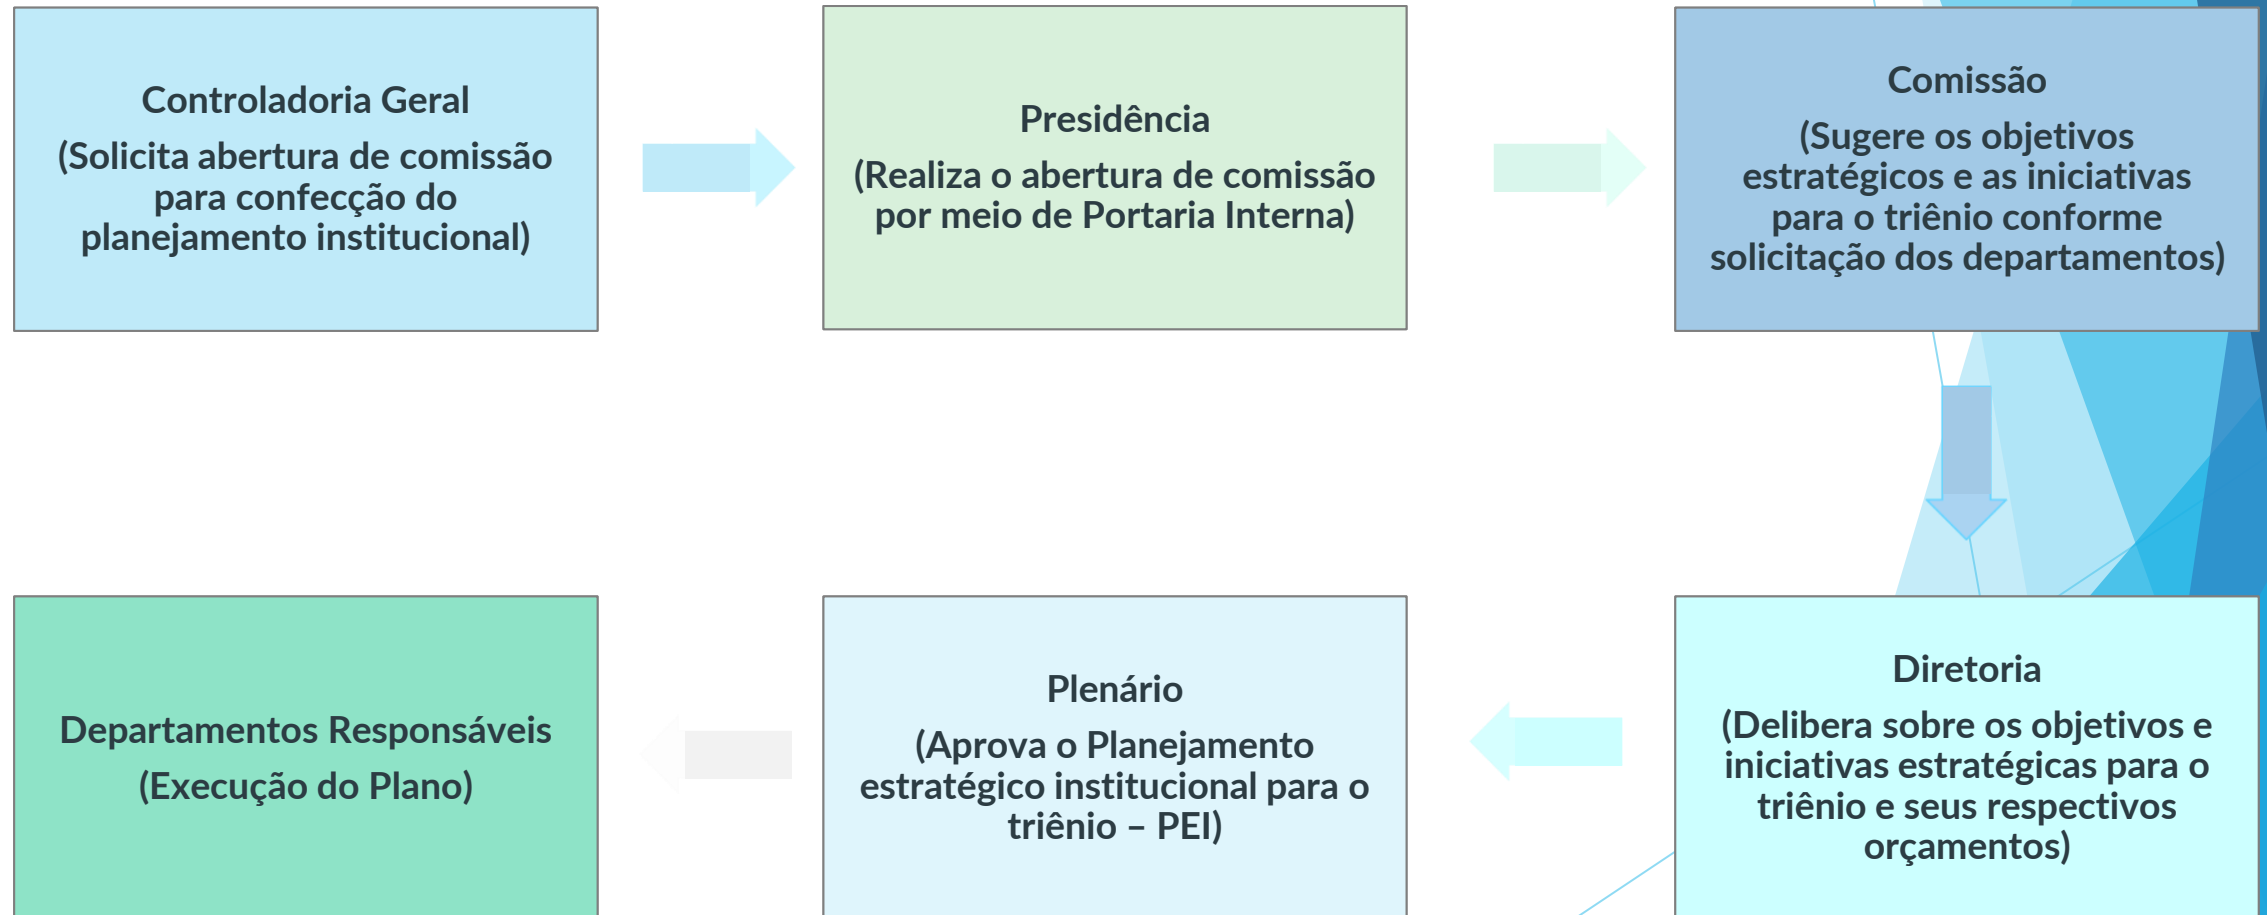 Controladoria Geral
(Solicita abertura de comissão
para confecção do
planejamento institucional)
Presidência
(Realiza o abertura de comissão
por meio de Portaria Interna)
Comissão
(Sugere os objetivos
estratégicos e as iniciativas
para o triênio conforme
solicitação dos departamentos)
Diretoria
(Delibera sobre os objetivos e
iniciativas estratégicas para o
triênio e seus respectivos
orçamentos)
Plenário
(Aprova o Planejamento
estratégico institucional para o
triênio – PEI)
Departamentos Responsáveis
(Execução do Plano)